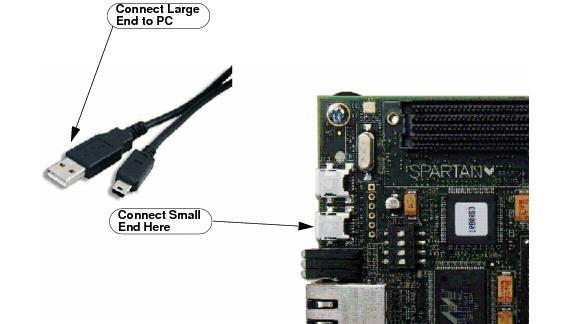 Connect Large
End to PC
SPARTAN
Connect Small
End Here